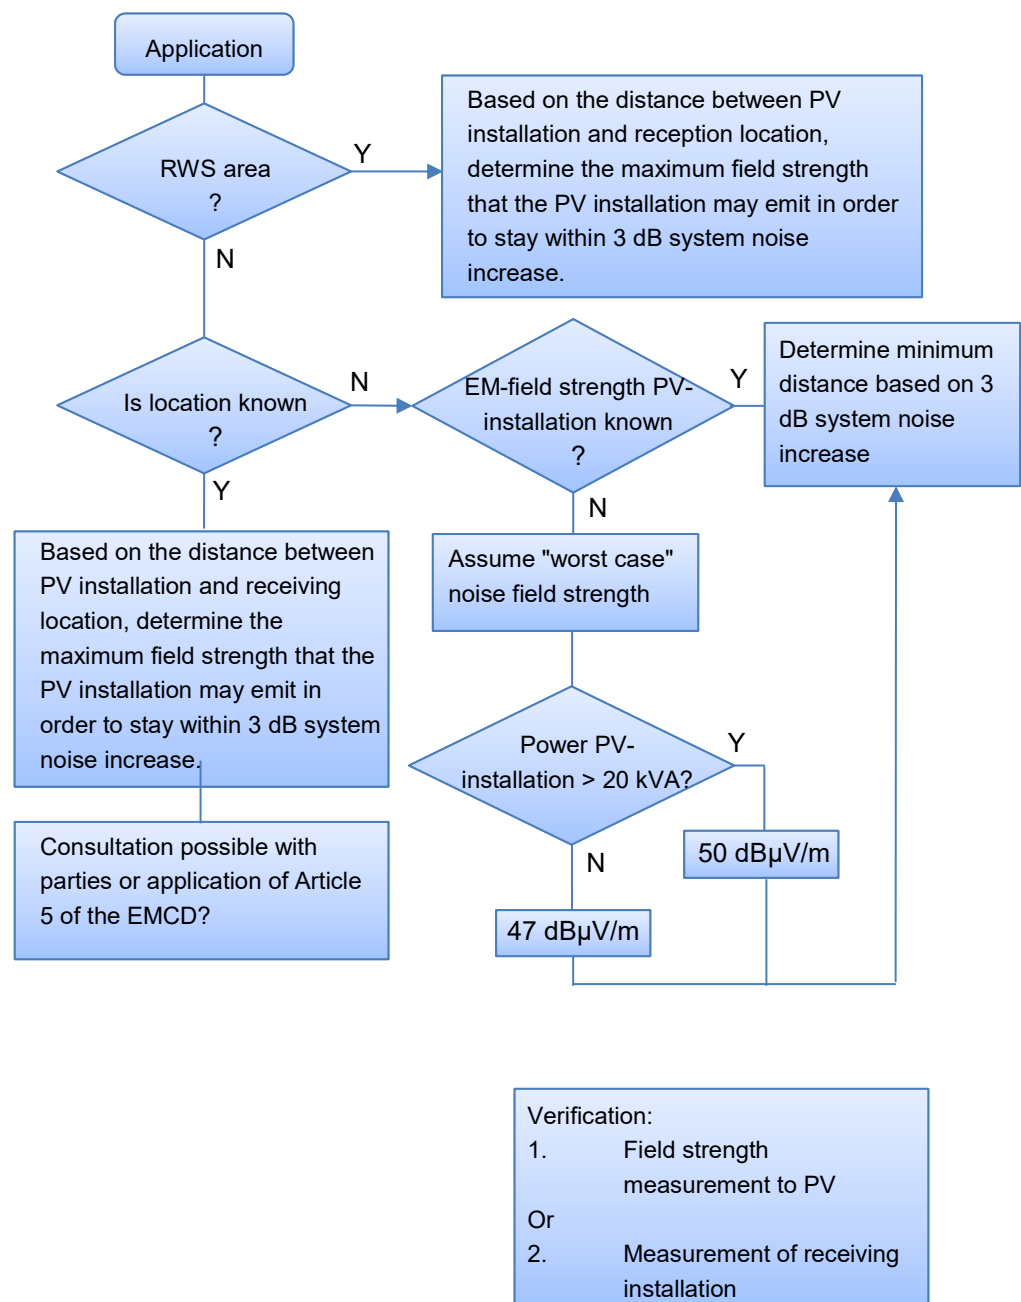 Application
RWS area
?
Y
Based on the distance between PV
installation and reception location,
determine the maximum field strength
that the PV installation may emit in order
to stay within 3 dB system noise
increase.
N
Is location known
?
N
EM-field strength PV-
installation known
?
Y
Determine minimum
distance based on 3
dB system noise
increase
Y
Based on the distance between
PV installation and receiving
location, determine the
maximum field strength that the
PV installation may emit in
order to stay within 3 dB system
noise increase.
N
Assume "worst case"
noise field strength
Power PV-
installation > 20 kVA?
Y
50 dBµV/m
N
47 dBµV/m
Consultation possible with
parties or application of Article
5 of the EMCD?
Verification:
1. Field strength
measurement to PV
Or
2. Measurement of receiving
installation